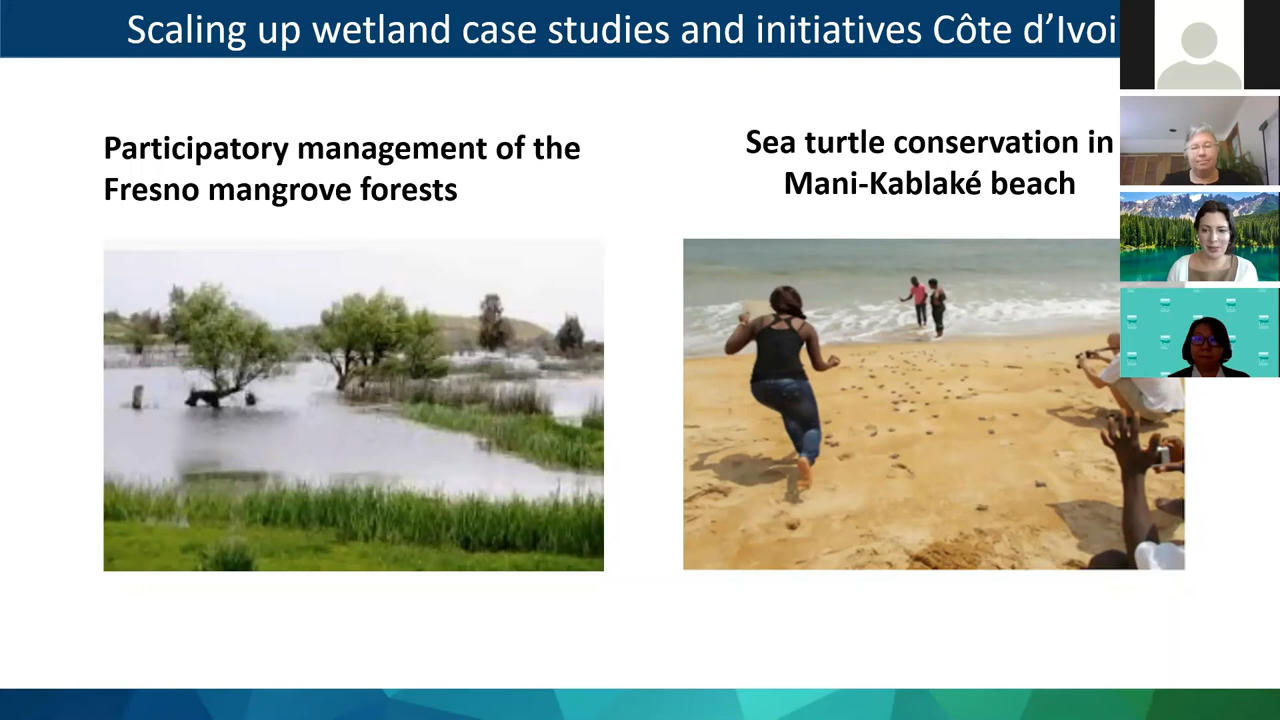 Scaling up wetland case studies and initiatives Côte d’Ivoi
Participatory management of the
Fresno mangrove forests
Sea turtle conservation in
Mani-Kablaké beach